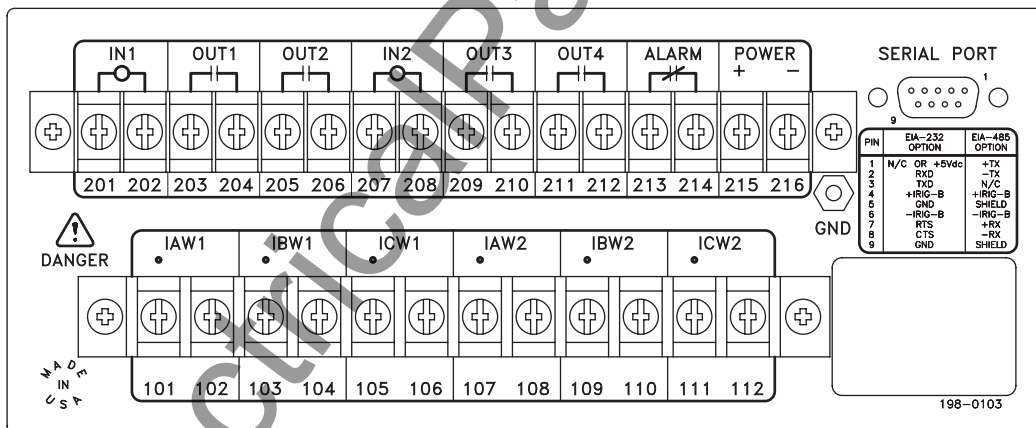 IN1 OUT1 OUT2 IN2 OUT3 OUT4 ALARM POWER
+ −
201 202 203 204 205 206 207 208 209 210 211 212 213 214 215 216
SERIAL PORT
1
9
PIN EIA−232 OPTION EIA−485 OPTION
1 N/C OR +5Vdc +TX
2 RXD −TX
3 TXD N/C
4 +IRIG−B +IRIG−B
5 GND SHIELD
6 −IRIG−B −IRIG−B
7 RTS +RX
8 CTS −RX
9 GND SHIELD
GND
DANGER
IAW1 IBW1 ICW1 IAW2 IBW2 ICW2
101 102 103 104 105 106 107 108 109 110 111 112
MADE
IN
USA
198−0103